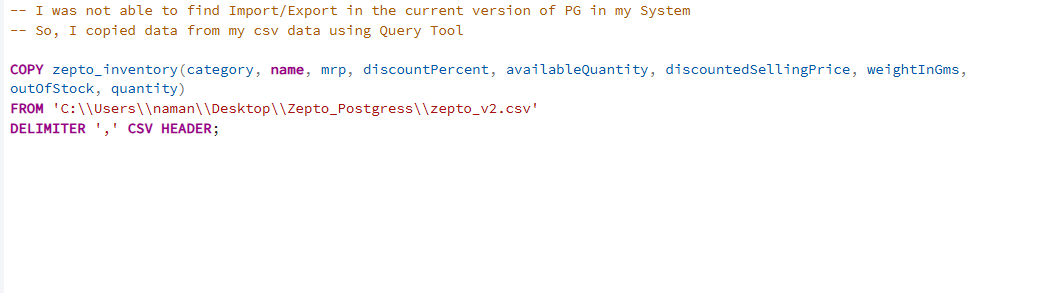 -- I was not able to find Import/Export in the current version of PG in my System
-- So, I copied data from my csv data using Query Tool
COPY zepto_inventory(category, name, mrp, discountPercent, availableQuantity, discountedSellingPrice, weightInGms,
outOfStock, quantity)
FROM 'C:\\Users\\naman\\Desktop\\Zepto_Postgress\\zepto_v2.csv'
DELIMITER ',' CSV HEADER;